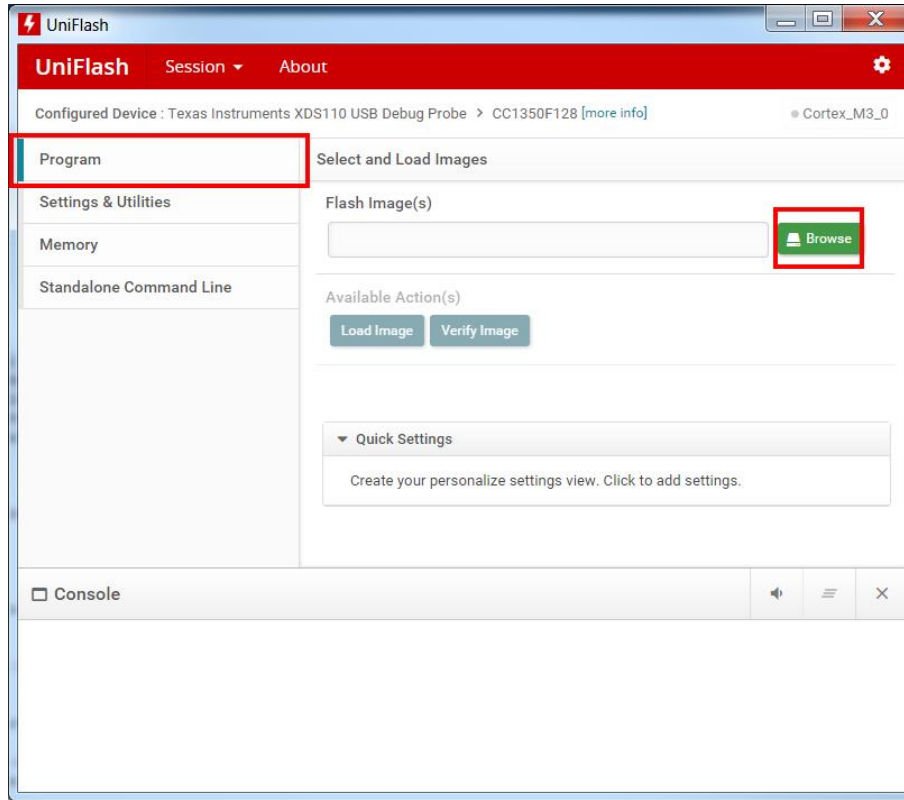 UniFlash
UniFlash Session About
Configured Device : Texas Instruments XDS110 USB Debug Probe > CC1350F128 [more info] Cortex_M3_0
Program
Settings & Utilities
Memory
Standalone Command Line
Select and Load Images
Flash Image(s)
Browse
Available Action(s)
Load Image Verify Image
Quick Settings
Create your personalize settings view. Click to add settings.
Console